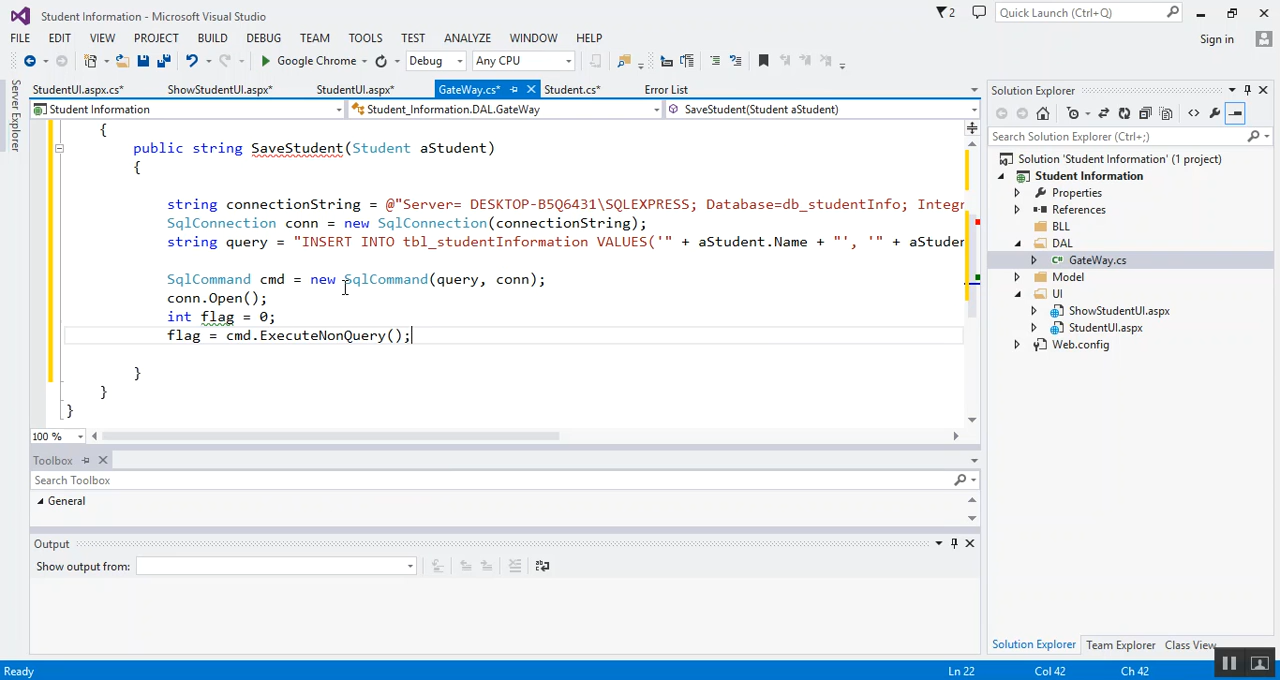 Student Information - Microsoft Visual Studio
2
Quick Launch (Ctrl+Q)
FILE EDIT VIEW PROJECT BUILD DEBUG TEAM TOOLS TEST ANALYZE WINDOW HELP
Sign in
Google Chrome
Debug
Any CPU
Server Explorer
StudentUI.aspx.cs* ShowStudentUI.aspx* StudentUI.aspx* GateWay.cs* Student.cs* Error List
Student Information
Student_Information.DAL.GateWay
SaveStudent(Student aStudent)
{
public string SaveStudent(Student aStudent)
{
string connectionString = @"Server= DESKTOP-B5Q6431\SQLEXPRESS; Database=db_studentInfo; Integr
SqlConnection conn = new SqlConnection(connectionString);
string query = "INSERT INTO tbl_studentInformation VALUES('" + aStudent.Name + "', '" + aStuden
SqlCommand cmd = new SqlCommand(query, conn);
conn.Open();
int flag = 0;
flag = cmd.ExecuteNonQuery();
}
}
}
100 %
Toolbox
Search Toolbox
General
Output
Show output from:
Solution Explorer
Search Solution Explorer (Ctrl+;)
Solution 'Student Information' (1 project)
Student Information
Properties
References
BLL
DAL
C# GateWay.cs
Model
UI
ShowStudentUI.aspx
StudentUI.aspx
Web.config
Solution Explorer Team Explorer Class View
Ready
Ln 22
Col 42
Ch 42